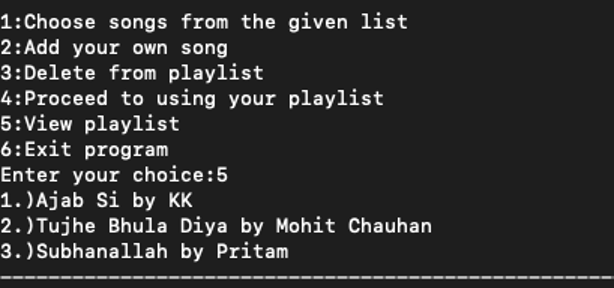 1:Choose songs from the given list
2:Add your own song
3:Delete from playlist
4:Proceed to using your playlist
5:View playlist
6:Exit program
Enter your choice:5
1.)Ajab Si by KK
2.)Tujhe Bhula Diya by Mohit Chauhan
3.)Subhanallah by Pritam